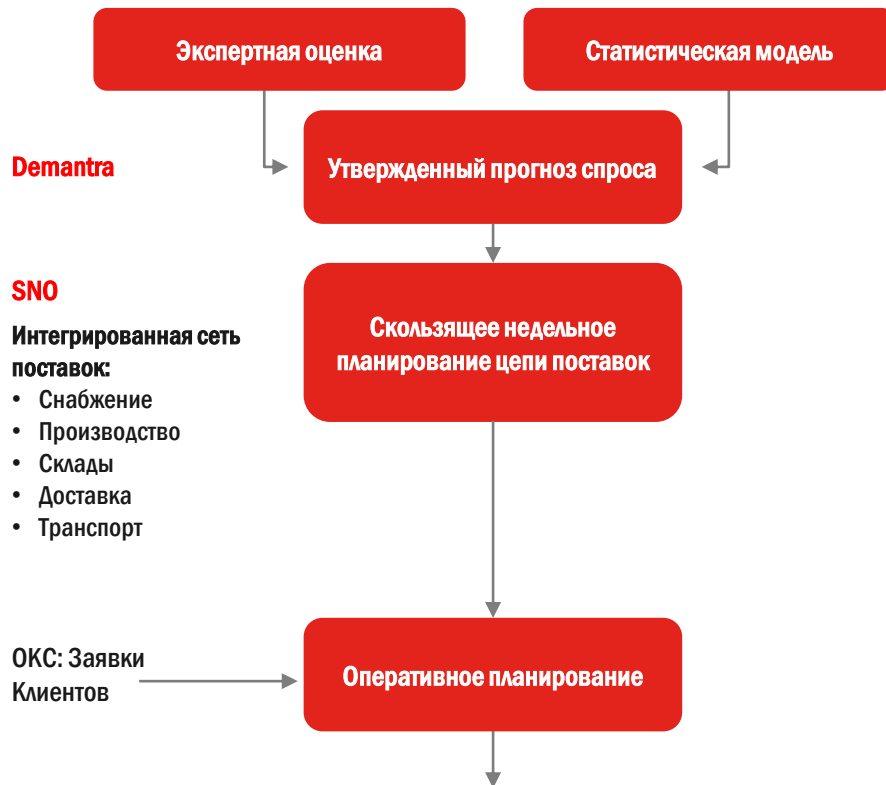 Экспертная оценка
Статистическая модель
Demantra
Утвержденный прогноз спроса
SNO
Интегрированная сеть
поставок:
• Снабжение
• Производство
• Склады
• Доставка
• Транспорт
Скользящее недельное
планирование цепи поставок
ОКС: Заявки
Клиентов
Оперативное планирование